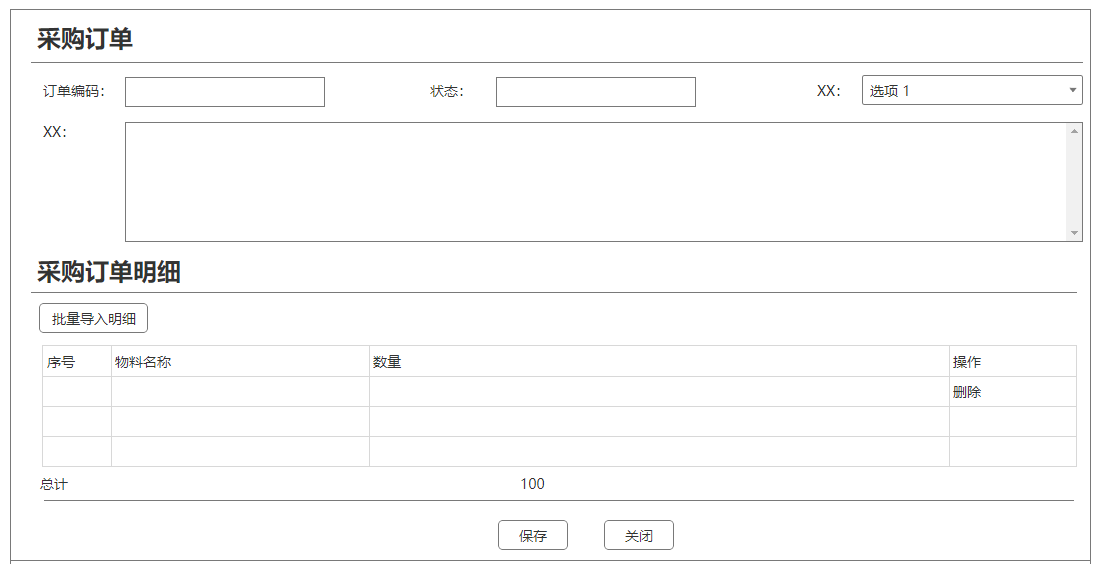 采购订单
订单编码： 状态： XX： 选项 1
XX：
采购订单明细
批量导入明细
序号 物料名称 数量 操作
删除
总计 100
保存 关闭